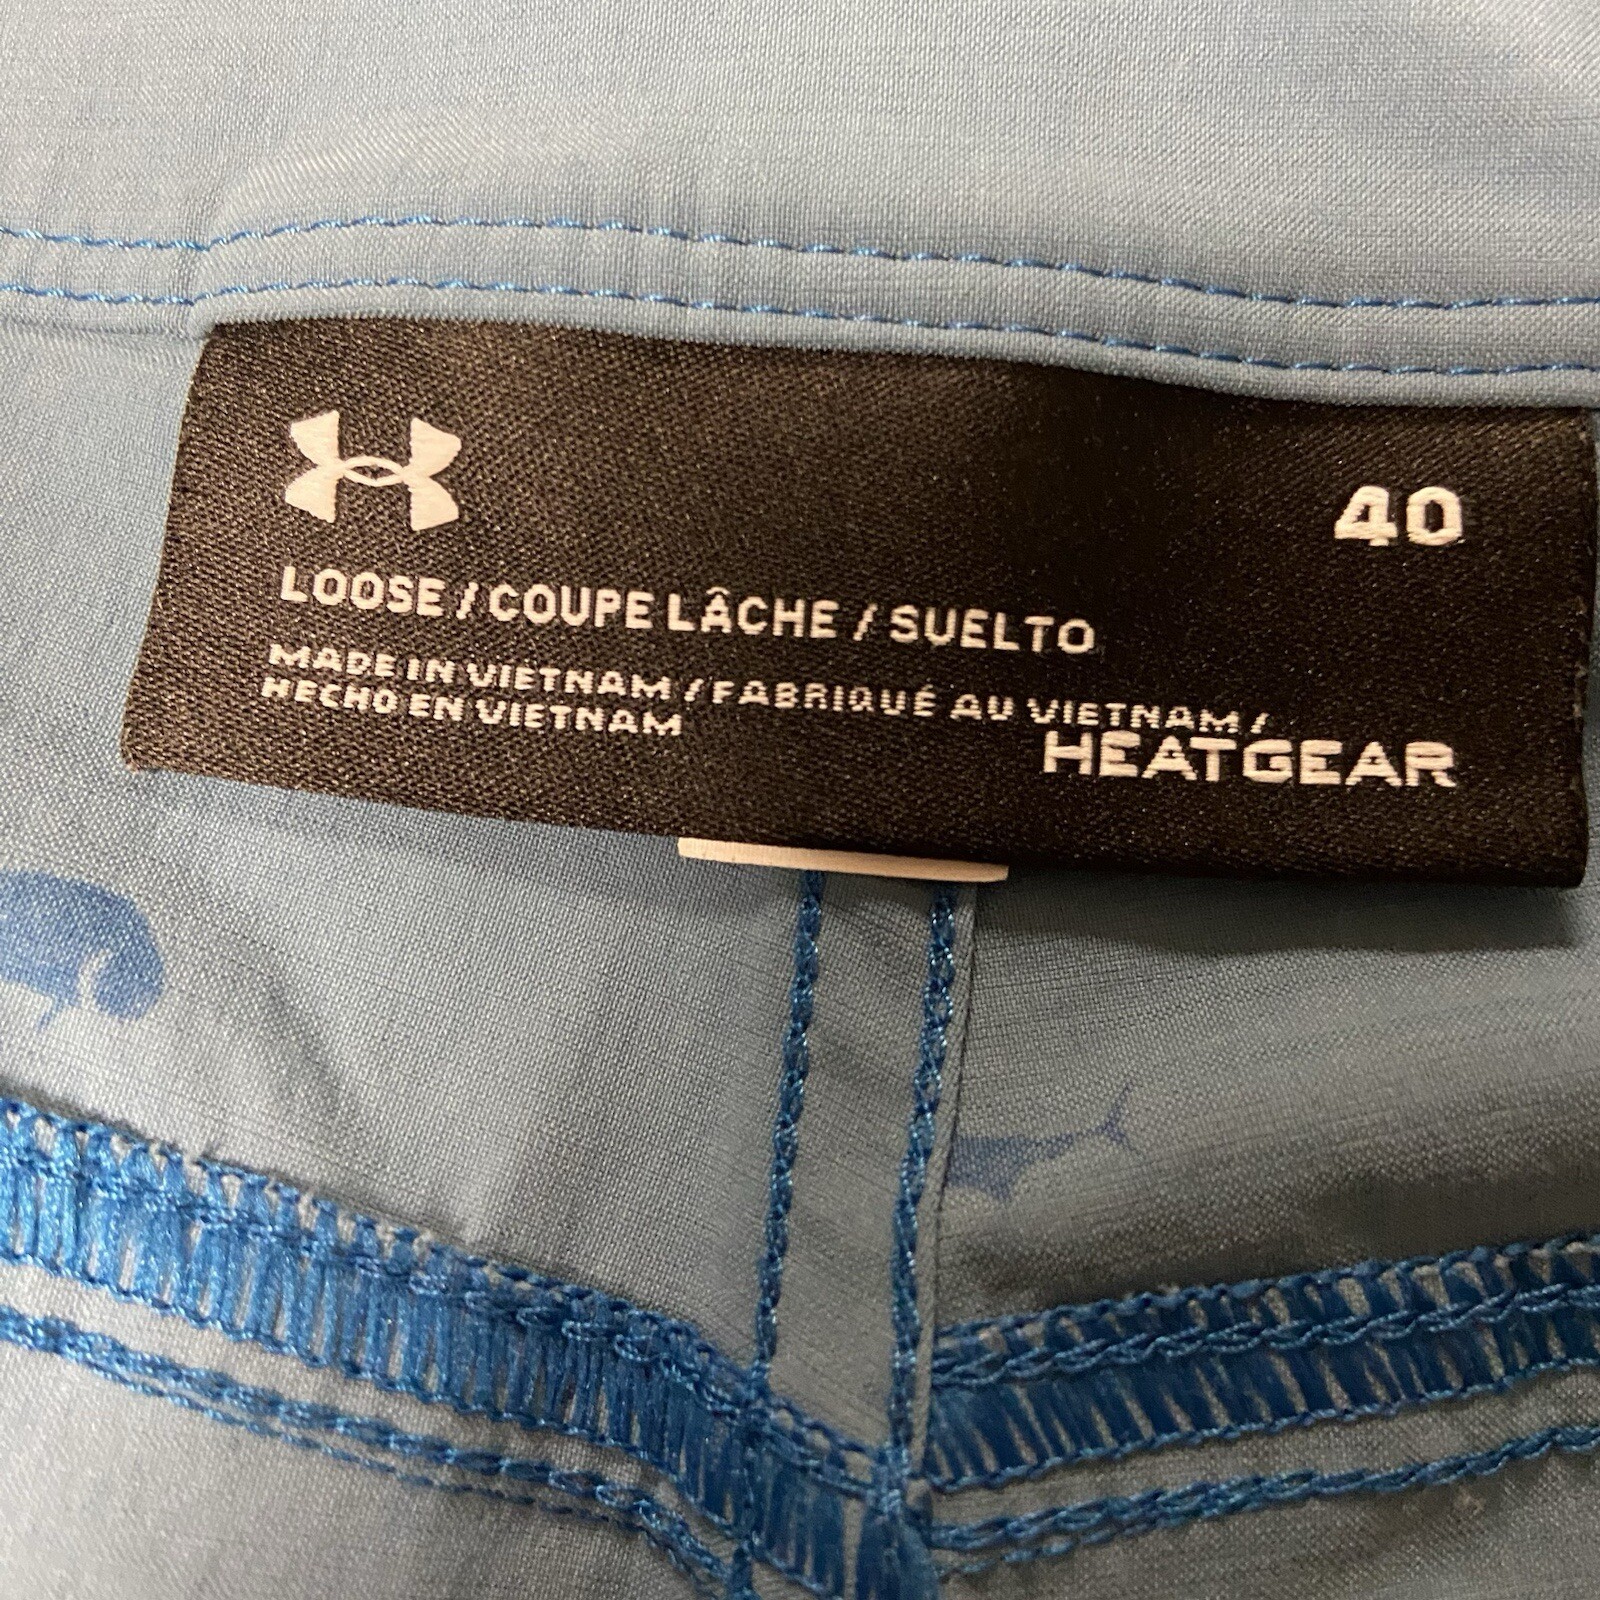 40
LOOSE / COUPE LÂCHE / SUELTO
MADE IN VIETNAM / FABRIQUÉ AU VIETNAM /
HECHO EN VIETNAM
HEATGEAR